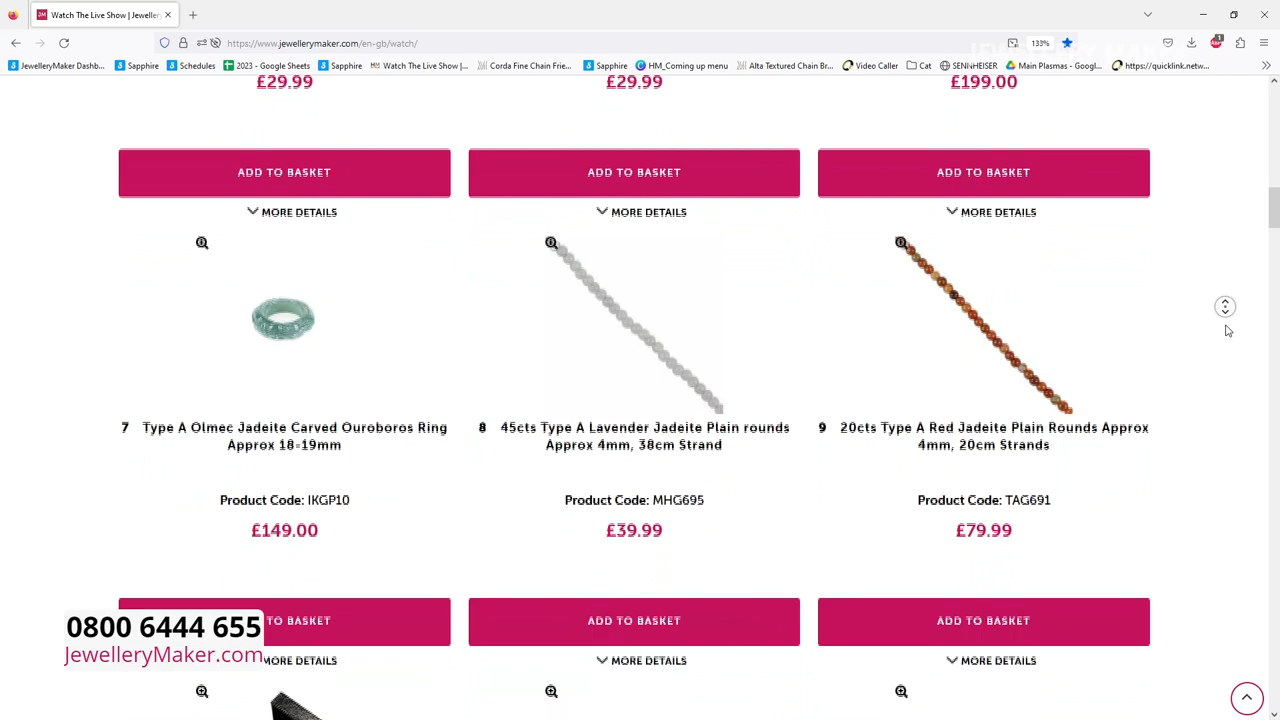 Watch The Live Show | Jeweller
https://www.jewellerymaker.com/en-gb/watch/
133%
JewelleryMaker Dashb...
Sapphire
Schedules
2023 - Google Sheets
Sapphire
Watch The Live Show |...
Corda Fine Chain Frie...
Sapphire
HM_Coming up menu
Alta Textured Chain Br...
Video Caller
Cat
SENNHEISER
Main Plasmas - Googl...
https://quicklink.netw...
£29.99
£29.99
£199.00
ADD TO BASKET
ADD TO BASKET
ADD TO BASKET
MORE DETAILS
MORE DETAILS
MORE DETAILS
7 Type A Olmec Jadeite Carved Ouroboros Ring
Approx 18-19mm
8 45cts Type A Lavender Jadeite Plain rounds
Approx 4mm, 38cm Strand
9 20cts Type A Red Jadeite Plain Rounds Approx
4mm, 20cm Strands
Product Code: IKGP10
Product Code: MHG695
Product Code: TAG691
£149.00
£39.99
£79.99
TO BASKET
ADD TO BASKET
ADD TO BASKET
0800 6444 655
JewelleryMaker.com
MORE DETAILS
MORE DETAILS
MORE DETAILS